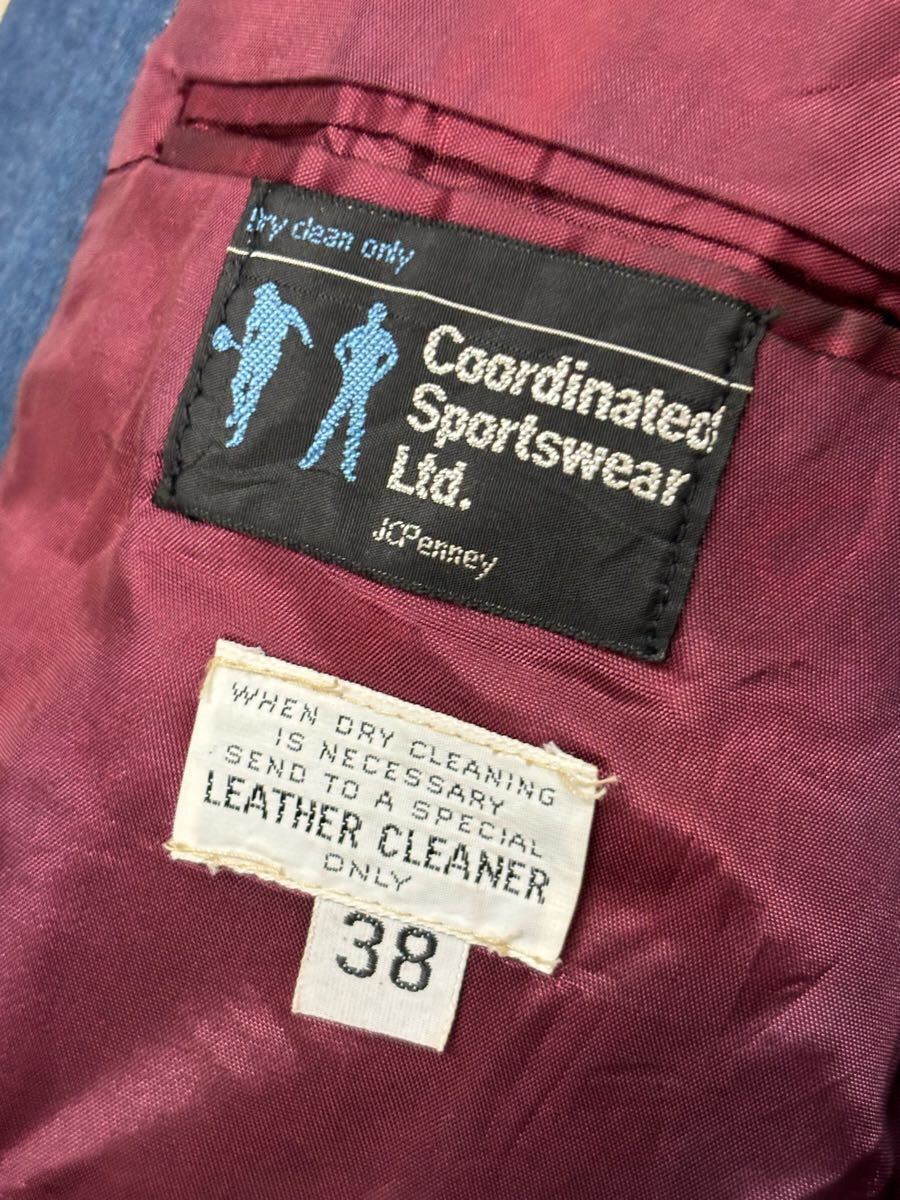 Dry clean only
Coordinated
Sportswear
Ltd.
JCPenney
WHEN DRY CLEANING
IS NECESSARY
SEND TO A SPECIAL
LEATHER CLEANER
ONLY
38